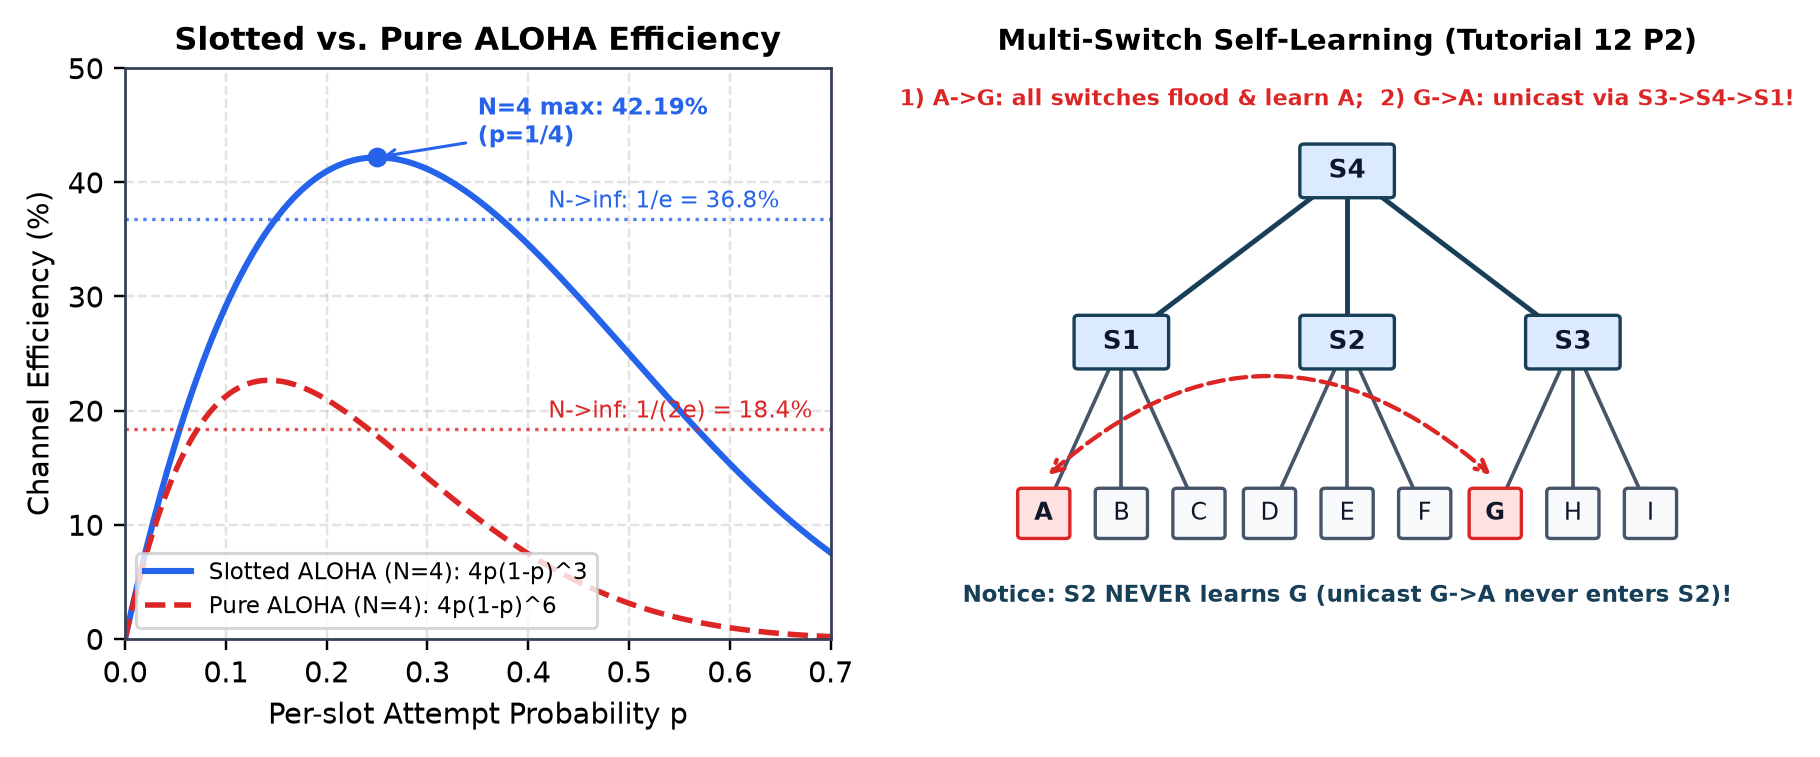 Slotted vs. Pure ALOHA Efficiency
Channel Efficiency (%)
50
40
30
20
10
0
N=4 max: 42.19%
(p=1/4)
N->inf: 1/e = 36.8%
N->inf: 1/(2e) = 18.4%
Slotted ALOHA (N=4): 4p(1-p)^3
Pure ALOHA (N=4): 4p(1-p)^6
0.0 0.1 0.2 0.3 0.4 0.5 0.6 0.7
Per-slot Attempt Probability p
Multi-Switch Self-Learning (Tutorial 12 P2)
1) A->G: all switches flood & learn A;  2) G->A: unicast via S3->S4->S1!
S4
S1 S2 S3
A B C D E F G H I
Notice: S2 NEVER learns G (unicast G->A never enters S2)!